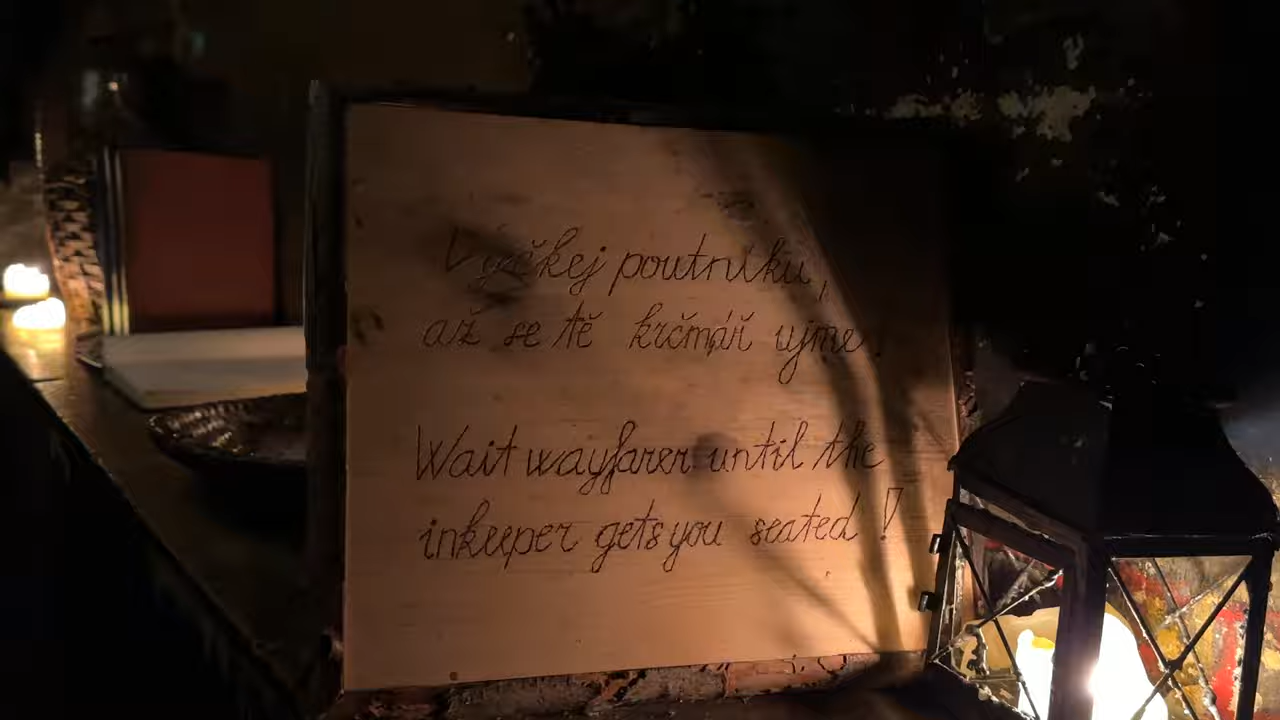 Vyčkej poutníku,
až se tě krčmář ujme!
Wait wayfarer until the
inkeeper gets you seated!